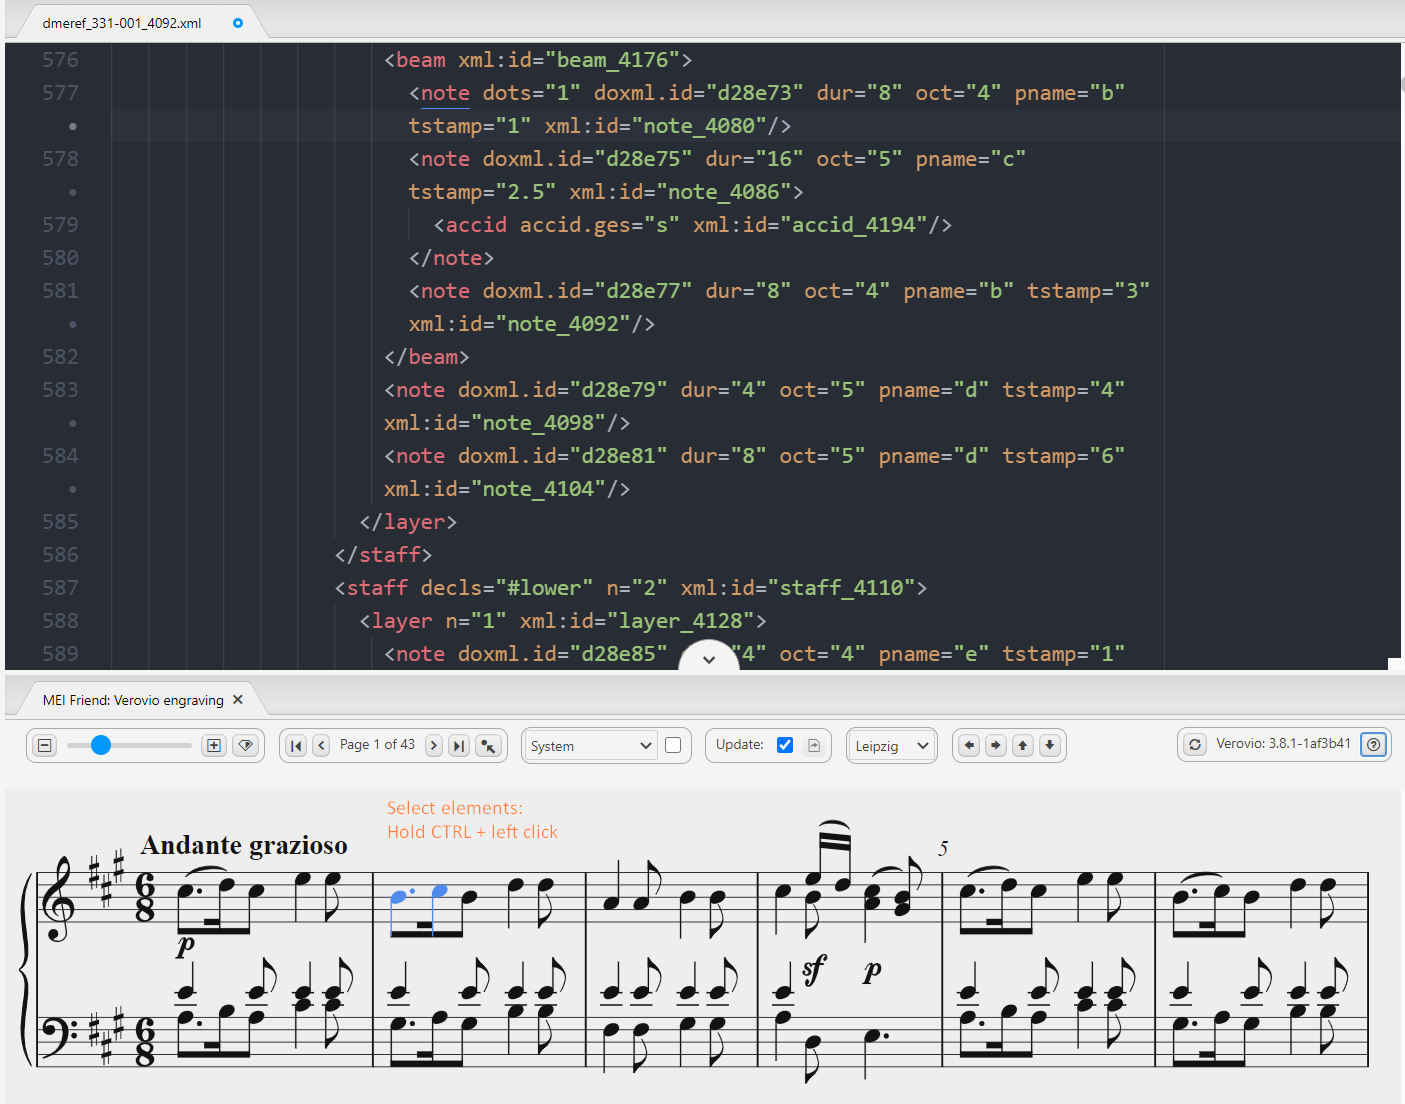 dmeref_331-001_4092.xml
576 <beam xml:id="beam_4176">
577 <note dots="1" doxml.id="d28e73" dur="8" oct="4" pname="b"
tstamp="1" xml:id="note_4080"/>
578 <note doxml.id="d28e75" dur="16" oct="5" pname="c"
tstamp="2.5" xml:id="note_4086">
579 <accid accid.ges="s" xml:id="accid_4194"/>
580 </note>
581 <note doxml.id="d28e77" dur="8" oct="4" pname="b" tstamp="3"
xml:id="note_4092"/>
582 </beam>
583 <note doxml.id="d28e79" dur="4" oct="5" pname="d" tstamp="4"
xml:id="note_4098"/>
584 <note doxml.id="d28e81" dur="8" oct="5" pname="d" tstamp="6"
xml:id="note_4104"/>
585 </layer>
586 </staff>
587 <staff decls="#lower" n="2" xml:id="staff_4110">
588 <layer n="1" xml:id="layer_4128">
589 <note doxml.id="d28e85" "4" oct="4" pname="e" tstamp="1"
MEI Friend: Verovio engraving
Page 1 of 43 System Update: Leipzig Verovio: 3.8.1-1af3b41
Select elements:
Hold CTRL + left click
Andante grazioso
5
6
8
p
sf p
6
8